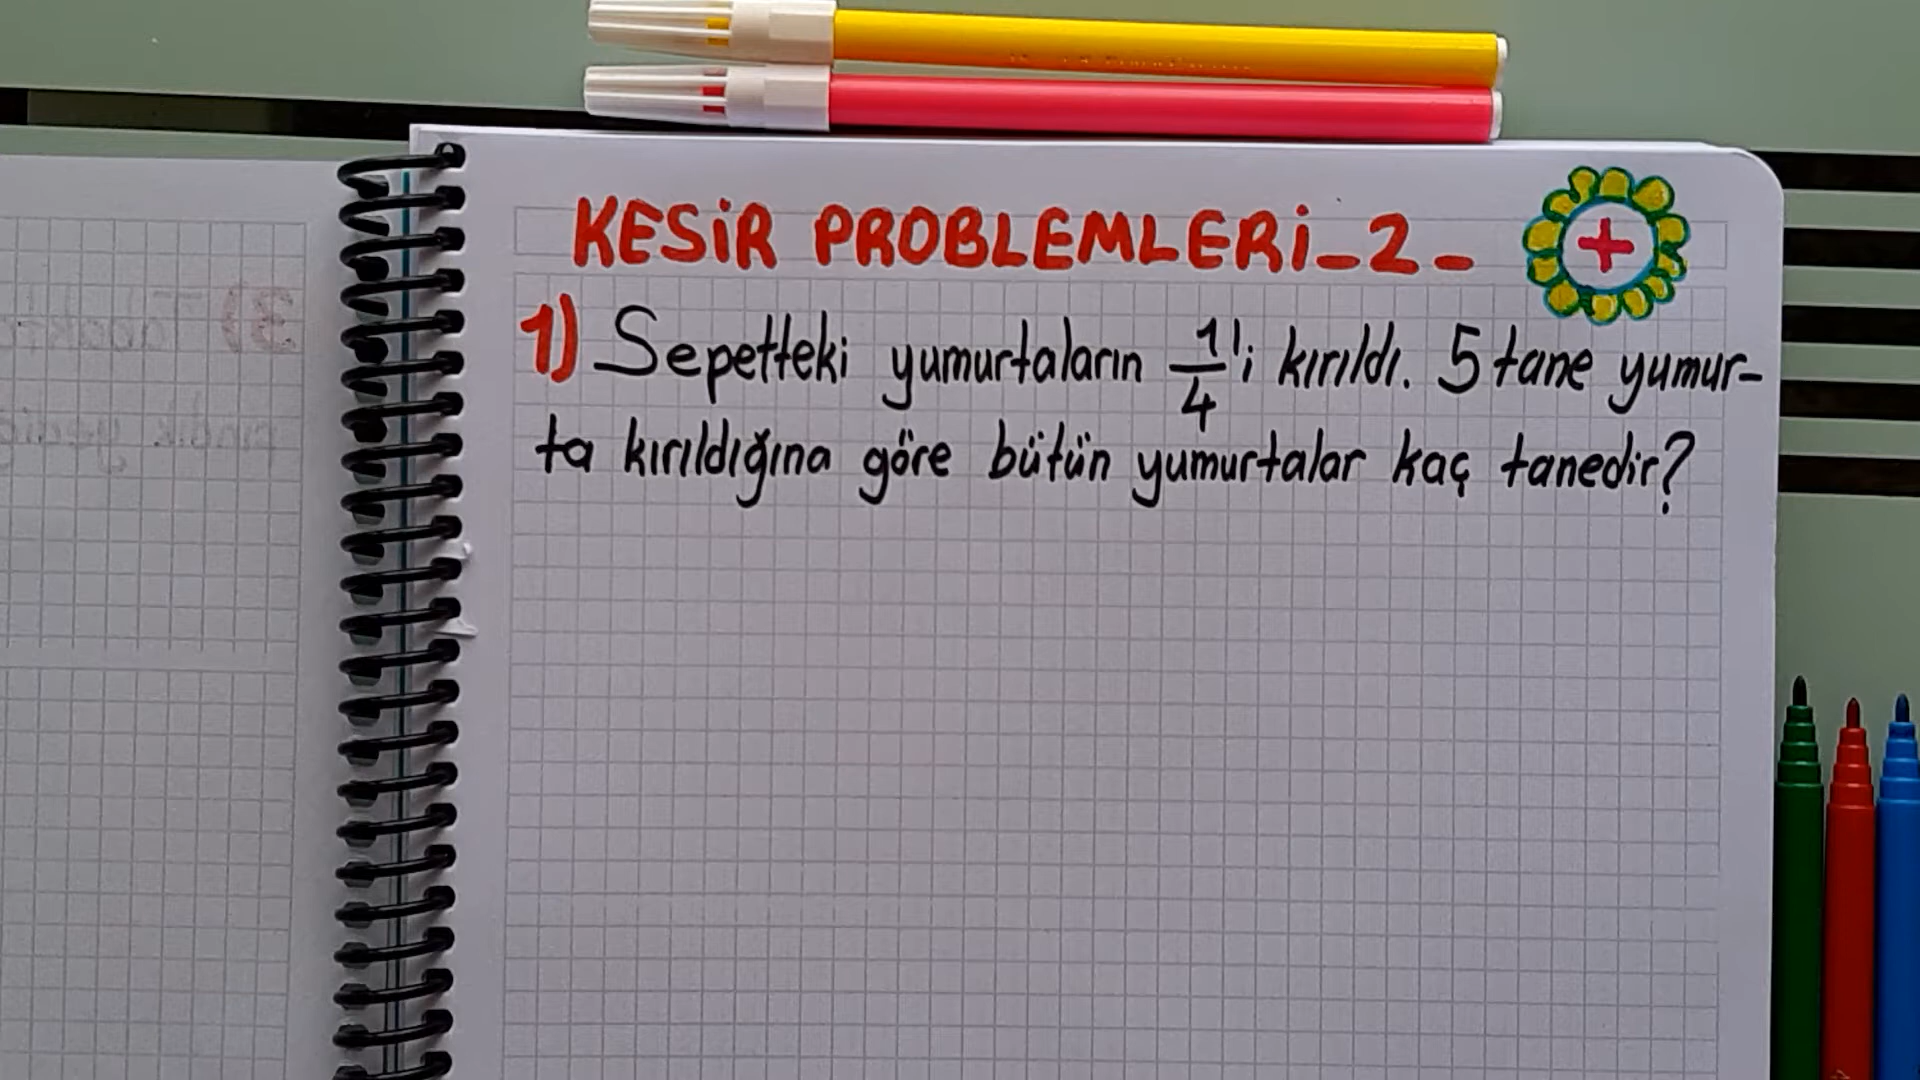 KESİR PROBLEMLERİ_2_
1) Sepetteki yumurtaların 1/4'i kırıldı. 5 tane yumur-
ta kırıldığına göre bütün yumurtalar kaç tanedir?